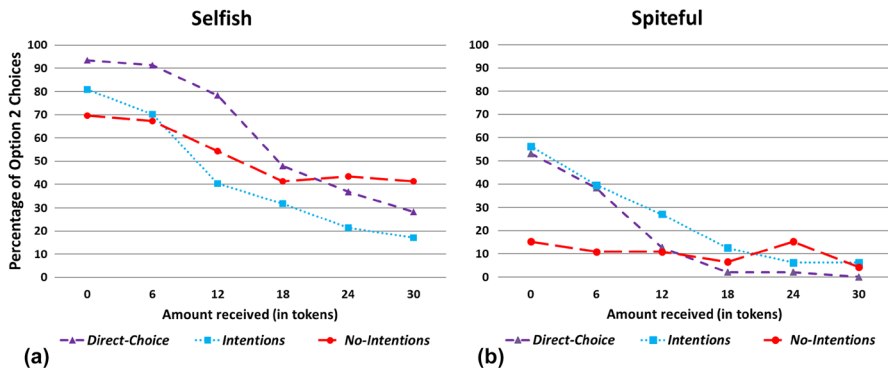 Selfish
Percentage of Option 2 Choices
100
90
80
70
60
50
40
30
20
10
0
0 6 12 18 24 30
Amount received (in tokens)
Direct-Choice Intentions No-Intentions
(a)
Spiteful
100
90
80
70
60
50
40
30
20
10
0
0 6 12 18 24 30
Amount received (in tokens)
Direct-Choice Intentions No-Intentions
(b)